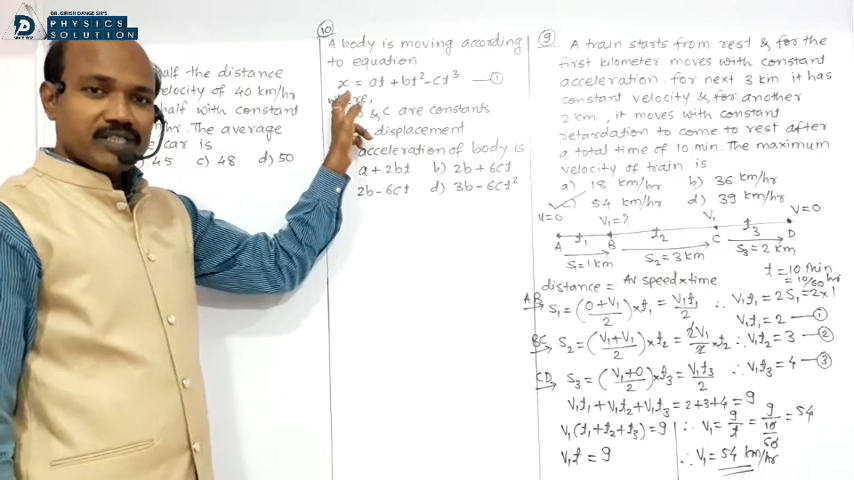 DR. GIRISH DANGE SIR'S
PHYSICS
SOLUTION
D
SINCE 1997
half the distance
velocity of 40 km/hr
half with constant
m/hr. The average
car is
45 c) 48 d) 50
10
A body is moving according
to equation
x = at + bt² - ct³ —①
where,
& c are constants
displacement
acceleration of body is
a + 2bt b) 2b + 6ct
2b - 6ct d) 3b - 6ct²
9
A train starts from rest & for the
first kilometer moves with constant
acceleration. for next 3 km it has
constant velocity & for another
2 km, it moves with constant
retardation to come to rest after
a total time of 10 min. The maximum
velocity of train is
a) 18 km/hr b) 36 km/hr
c) 54 km/hr d) 39 km/hr
u=0 V₁=? V₁ V=0
A t₁ B t₂ C t₃ D
S=1km S₂=3km S₃=2km
t = 10 min
= 10/60 hr
distance = Av. speed × time
AB S₁ = (0+V₁/2) × t₁ = V₁t₁/2 ∴ V₁t₁ = 2S₁ = 2×1
V₁t₁ = 2 —①
BC S₂ = (V₁+V₁/2) × t₂ = 2V₁/2 × t₂ ∴ V₁t₂ = 3 —②
CD S₃ = (V₁+0/2) × t₃ = V₁t₃/2 ∴ V₁t₃ = 4 —③
V₁t₁ + V₁t₂ + V₁t₃ = 2+3+4 = 9
V₁(t₁+t₂+t₃) = 9 ∴ V₁ = 9/t = 9/(10/60) = 54
V₁t = 9 ∴ V₁ = 54 km/hr